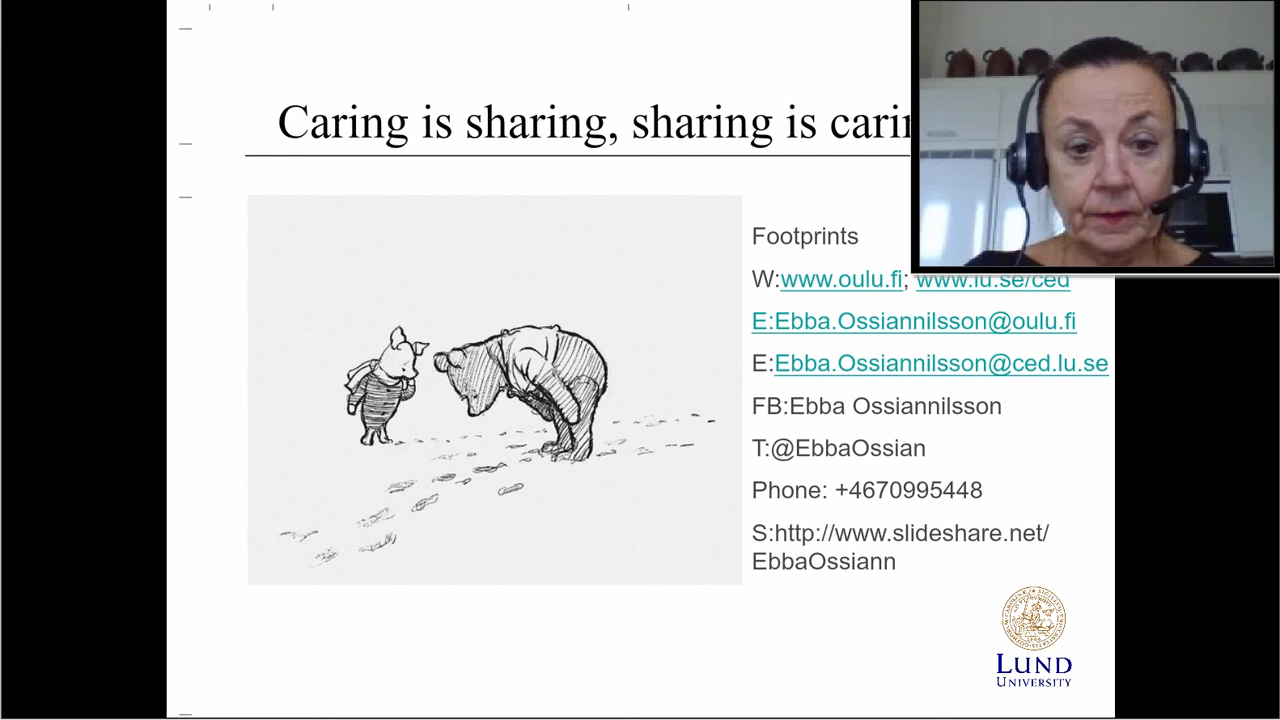 Caring is sharing, sharing is
Footprints
W:www.oulu.fi; www.lu.se/ced
E:Ebba.Ossiannilsson@oulu.fi
E:Ebba.Ossiannilsson@ced.lu.se
FB:Ebba Ossiannilsson
T:@EbbaOssian
Phone: +4670995448
S:http://www.slideshare.net/
EbbaOssiann
LUND
UNIVERSITY